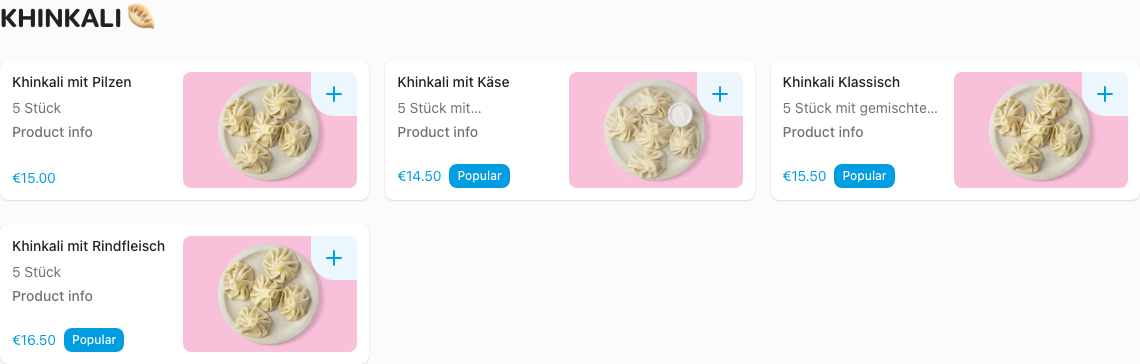 KHINKALI 🥟
Khinkali mit Pilzen
5 Stück
Product info
€15.00
Khinkali mit Käse
5 Stück mit...
Product info
€14.50 Popular
Khinkali Klassisch
5 Stück mit gemischte...
Product info
€15.50 Popular
Khinkali mit Rindfleisch
5 Stück
Product info
€16.50 Popular